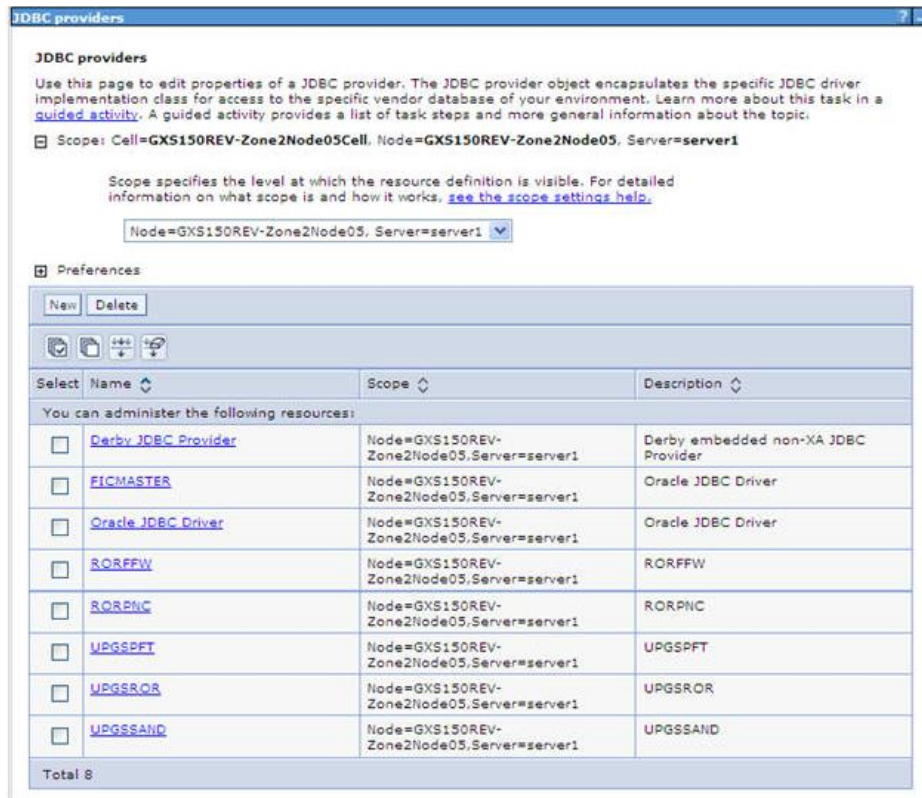 JDBC providers
?
JDBC providers
Use this page to edit properties of a JDBC provider. The JDBC provider object encapsulates the specific JDBC driver
implementation class for access to the specific vendor database of your environment. Learn more about this task in a
guided activity. A guided activity provides a list of task steps and more general information about the topic.
Scope: Cell=GXS150REV-Zone2Node05Cell, Node=GXS150REV-Zone2Node05, Server=server1
Scope specifies the level at which the resource definition is visible. For detailed
information on what scope is and how it works, see the scope settings help.
Node=GXS150REV-Zone2Node05, Server=server1
Preferences
New Delete
Select Name Scope Description
You can administer the following resources:
Derby JDBC Provider Node=GXS150REV- Derby embedded non-XA JDBC
Zone2Node05,Server=server1 Provider
FICMASTER Node=GXS150REV- Oracle JDBC Driver
Zone2Node05,Server=server1
Oracle JDBC Driver Node=GXS150REV- Oracle JDBC Driver
Zone2Node05,Server=server1
RORFFW Node=GXS150REV- RORFFW
Zone2Node05,Server=server1
RORPNC Node=GXS150REV- RORPNC
Zone2Node05,Server=server1
UPGSPFT Node=GXS150REV- UPGSPFT
Zone2Node05,Server=server1
UPGSROR Node=GXS150REV- UPGSROR
Zone2Node05,Server=server1
UPGSSAND Node=GXS150REV- UPGSSAND
Zone2Node05,Server=server1
Total 8